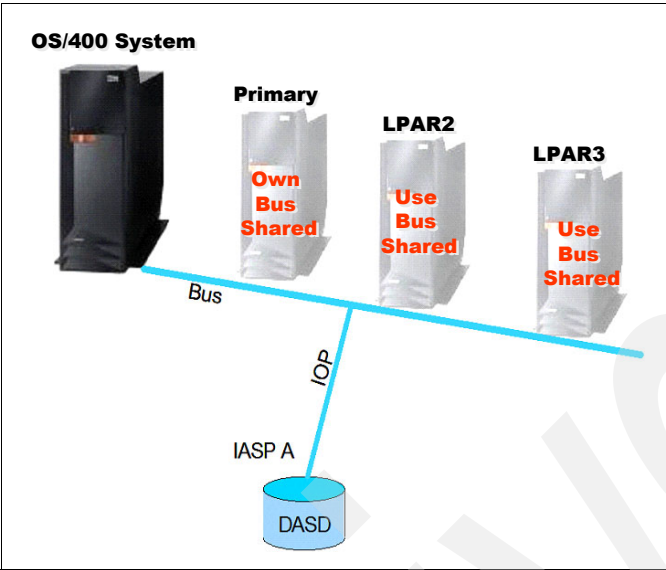 OS/400 System
Primary
LPAR2
LPAR3
Own
Bus
Shared
Use
Bus
Shared
Use
Bus
Shared
Bus
IOP
IASP A
DASD